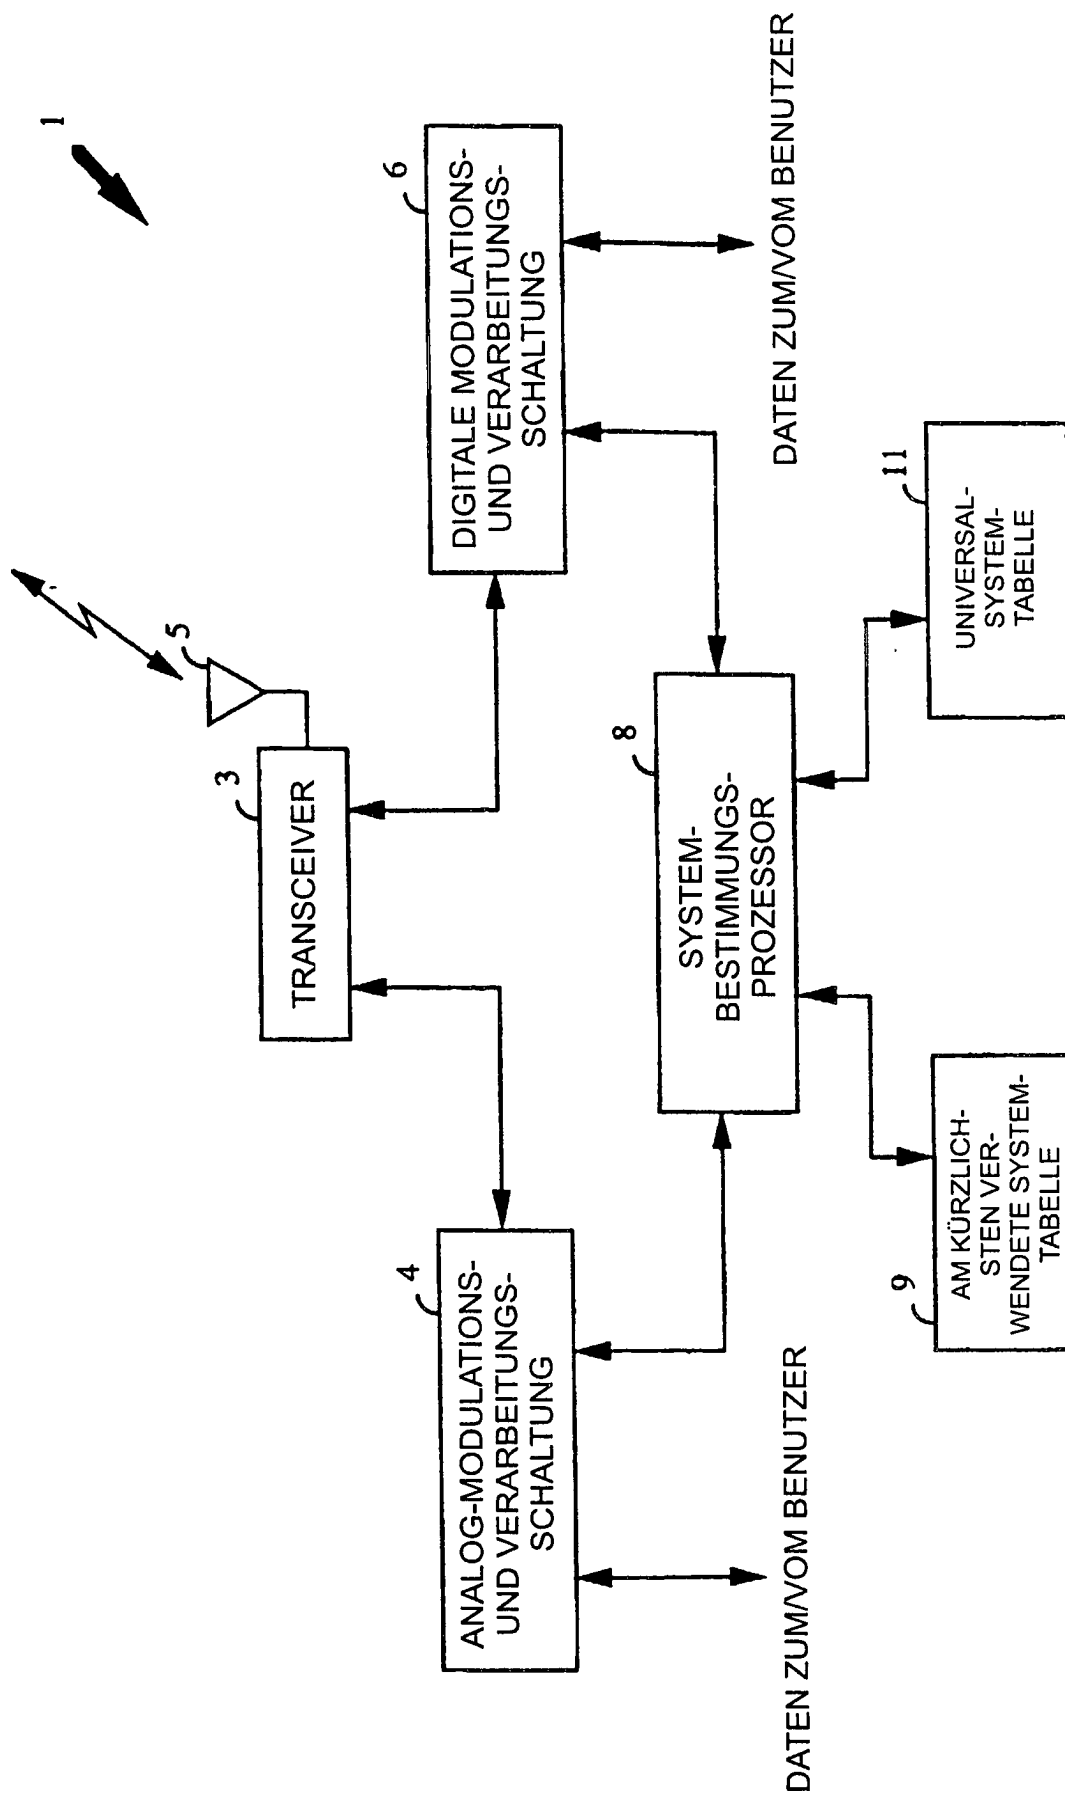 1
5
3
TRANSCEIVER
4
ANALOG-MODULATIONS-
UND VERARBEITUNGS-
SCHALTUNG
6
DIGITALE MODULATIONS-
UND VERARBEITUNGS-
SCHALTUNG
DATEN ZUM/VOM BENUTZER
8
SYSTEM-
BESTIMMUNGS-
PROZESSOR
DATEN ZUM/VOM BENUTZER
9
AM KÜRZLICH-
STEN VER-
WENDETE SYSTEM-
TABELLE
11
UNIVERSAL-
SYSTEM-
TABELLE